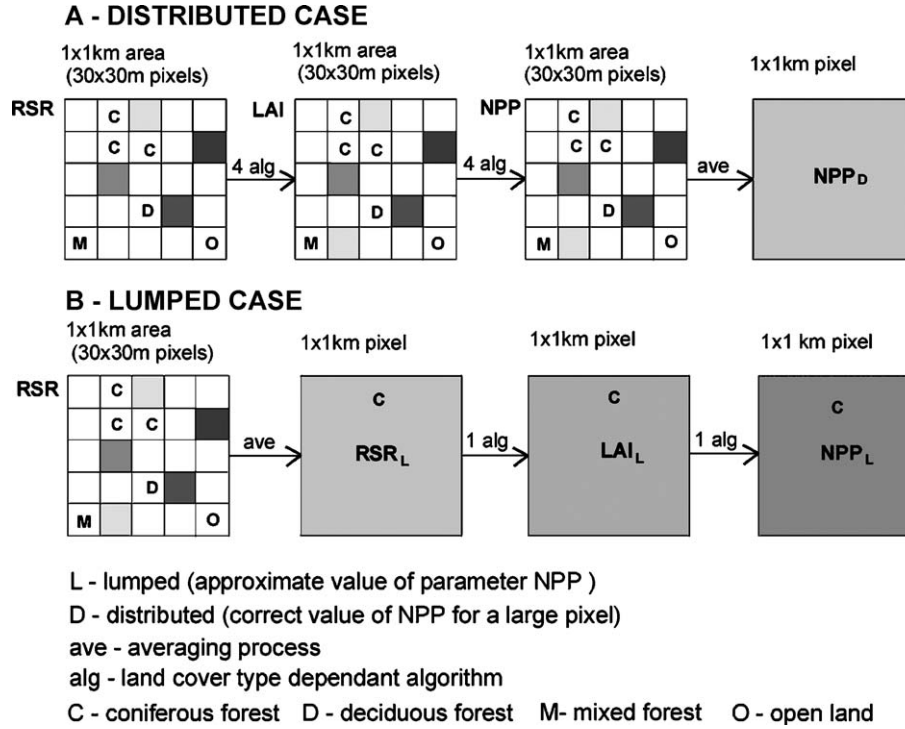 A - DISTRIBUTED CASE
1x1km area
(30x30m pixels)
1x1km area
(30x30m pixels)
1x1km area
(30x30m pixels)
1x1km pixel
RSR
C
C C
D
M O
4 alg
LAI
C
C C
D
M O
4 alg
NPP
C
C C
D
M O
ave
NPPD
B - LUMPED CASE
1x1km area
(30x30m pixels)
1x1km pixel
1x1km pixel
1x1 km pixel
RSR
C
C C
D
M O
ave
C
RSRL
1 alg
C
LAIL
1 alg
C
NPPL
L - lumped (approximate value of parameter NPP )
D - distributed (correct value of NPP for a large pixel)
ave - averaging process
alg - land cover type dependant algorithm
C - coniferous forest D - deciduous forest M- mixed forest O - open land